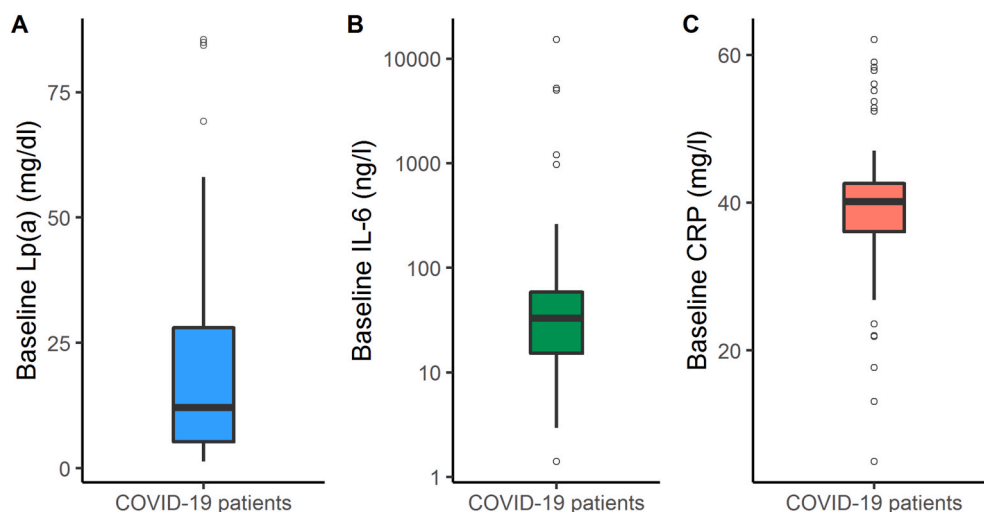 A
Baseline Lp(a) (mg/dl)
75
50
25
0
COVID-19 patients
B
Baseline IL-6 (ng/l)
10000
1000
100
10
1
COVID-19 patients
C
Baseline CRP (mg/l)
60
40
20
COVID-19 patients